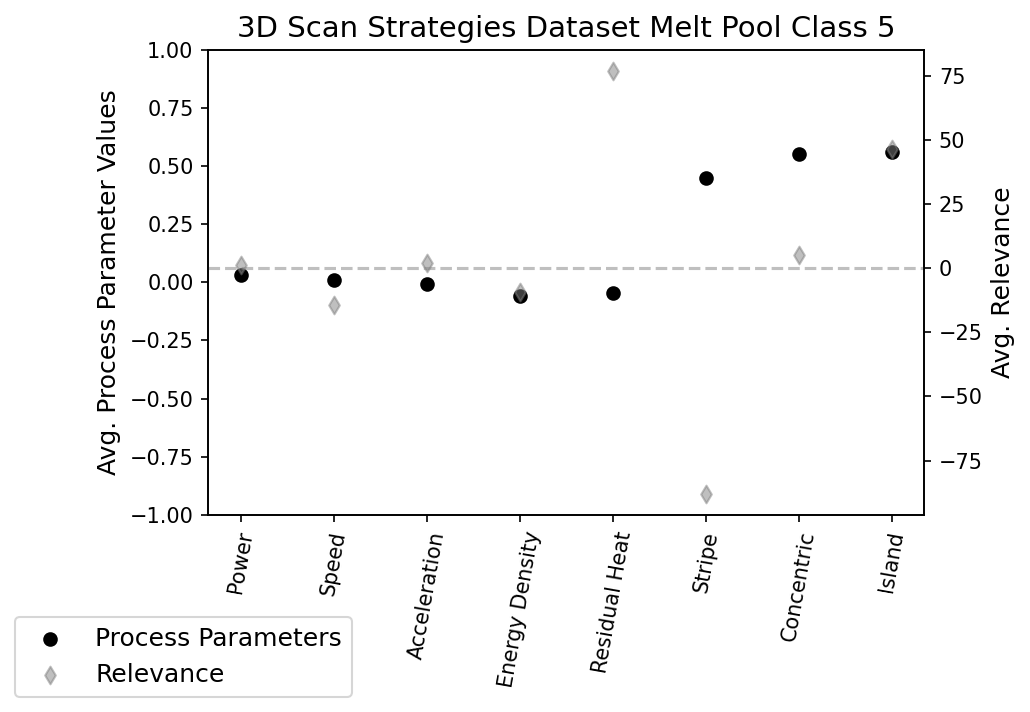 3D Scan Strategies Dataset Melt Pool Class 5
Avg. Process Parameter Values
1.00
0.75
0.50
0.25
0.00
−0.25
−0.50
−0.75
−1.00
75
50
25
0
−25
−50
−75
Avg. Relevance
Power
Speed
Acceleration
Energy Density
Residual Heat
Stripe
Concentric
Island
Process Parameters
Relevance